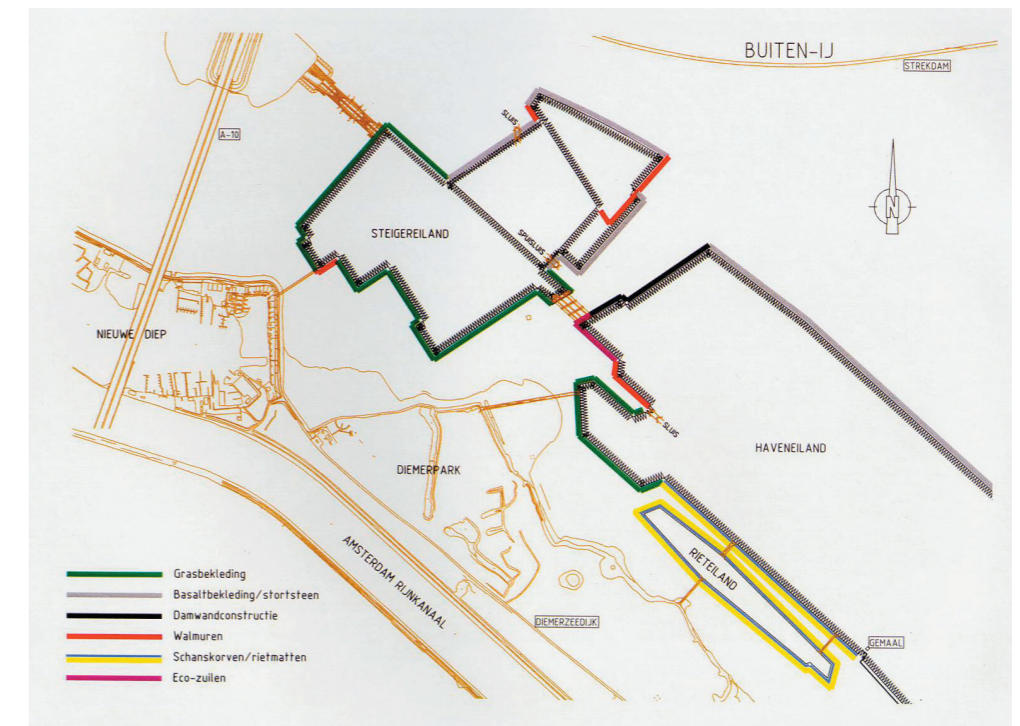 BUITEN-IJ
STREKDAM
A-10
SLUIS
N
STEIGEREILAND
SPUISLUIS
NIEUWE DIEP
SLUIS
HAVENEILAND
DIEMERPARK
AMSTERDAM RIJNKANAAL
RIETEILAND
DIEMERZEEDIJK
GEMAAL
Grasbekleding
Basaltbekleding/stortsteen
Damwandconstructie
Walmuren
Schanskorven/rietmatten
Eco-zuilen